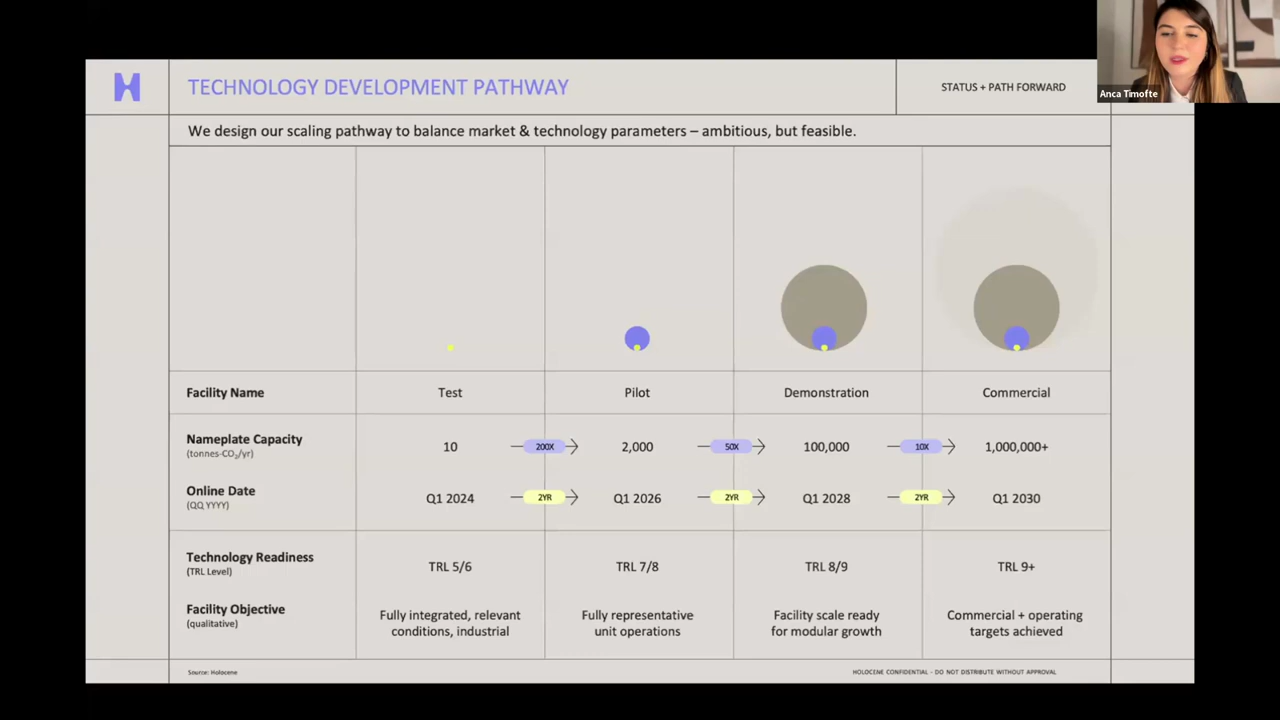 TECHNOLOGY DEVELOPMENT PATHWAY
STATUS + PATH FORWARD
Anca Timofte
We design our scaling pathway to balance market & technology parameters – ambitious, but feasible.
Facility Name
Test
Pilot
Demonstration
Commercial
Nameplate Capacity
(tonnes-CO₂/yr)
10
200X
2,000
50X
100,000
10X
1,000,000+
Online Date
(QQ YYYY)
Q1 2024
2YR
Q1 2026
2YR
Q1 2028
2YR
Q1 2030
Technology Readiness
(TRL Level)
TRL 5/6
TRL 7/8
TRL 8/9
TRL 9+
Facility Objective
(qualitative)
Fully integrated, relevant
conditions, industrial
Fully representative
unit operations
Facility scale ready
for modular growth
Commercial + operating
targets achieved
Source: Holocene
HOLOCENE CONFIDENTIAL - DO NOT DISTRIBUTE WITHOUT APPROVAL